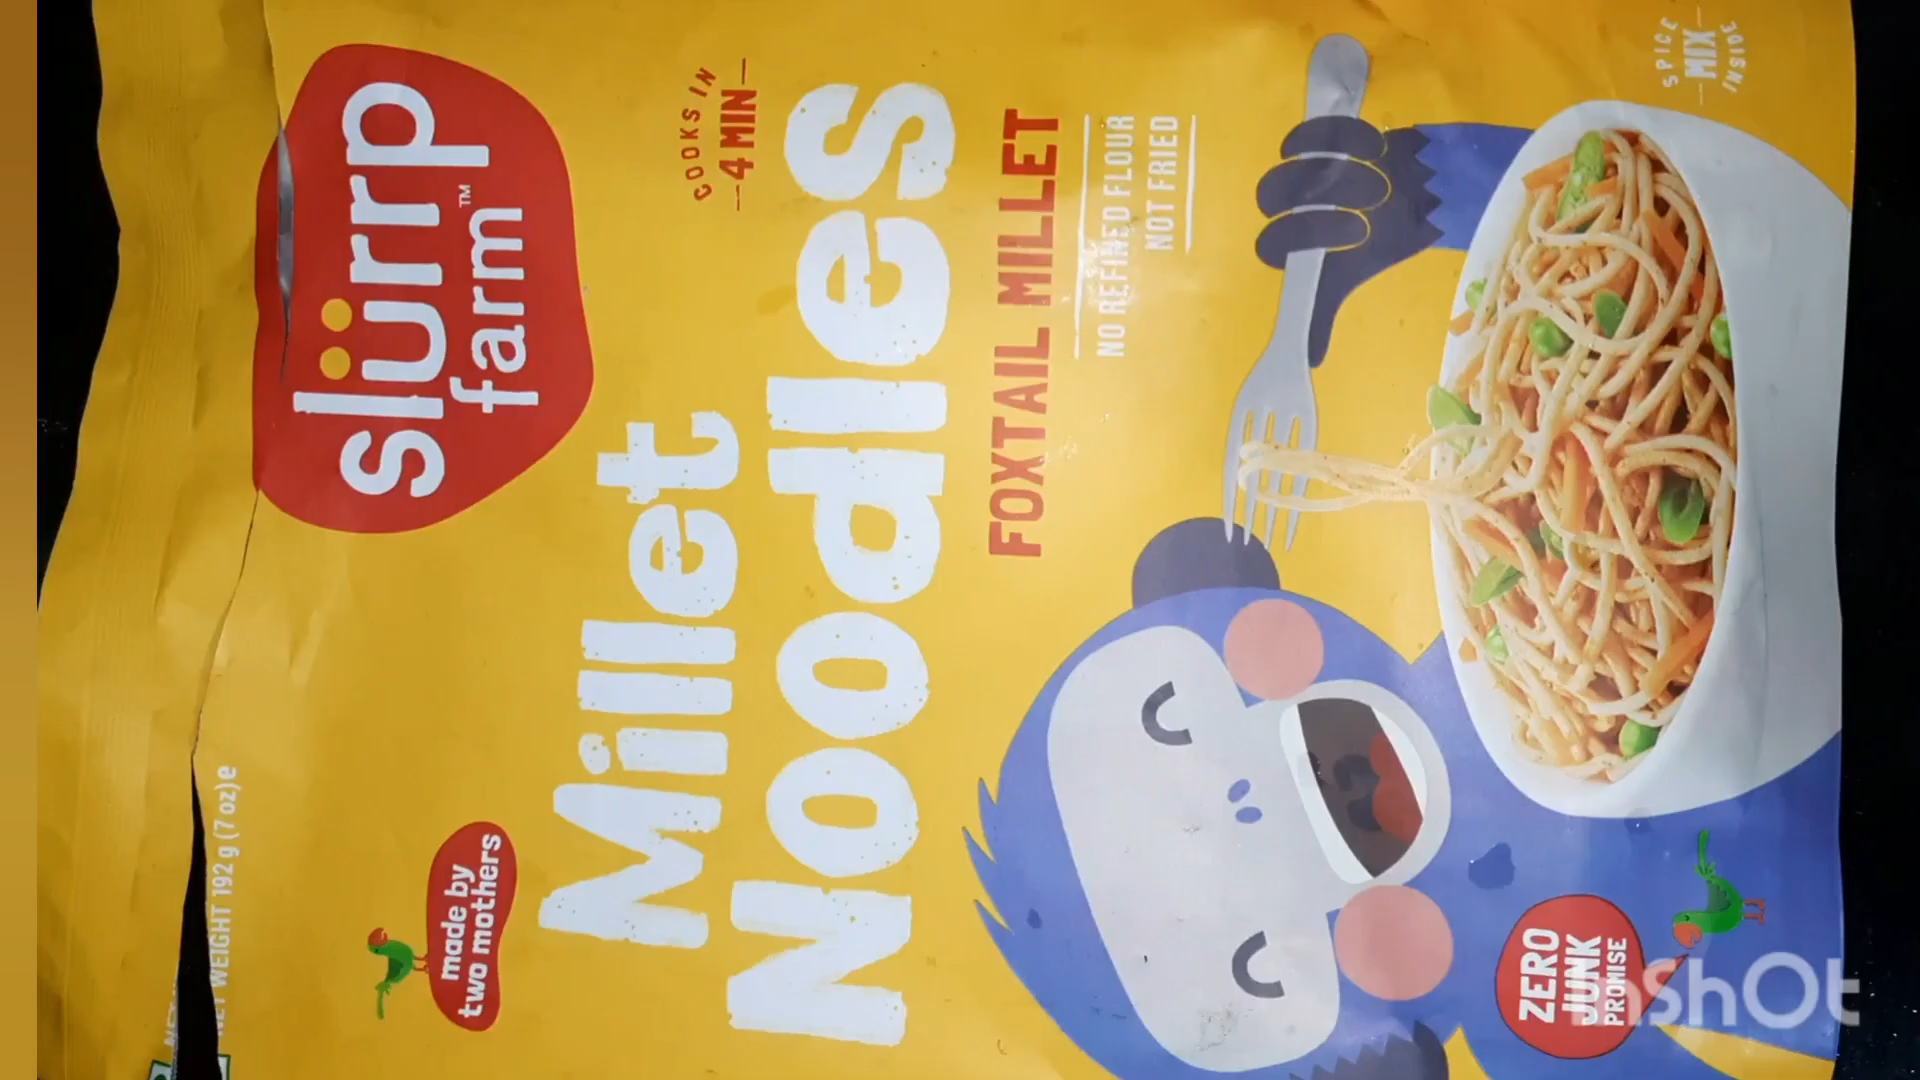 slürrp
farm™
made by
two mothers
COOKS IN
4 MIN
Millet
Noodles
FOXTAIL MILLET
NO REFINED FLOUR
NOT FRIED
ZERO
JUNK
PROMISE
SPICE
MIX
INSIDE
NET WEIGHT 192 g (7 oz) e
InShOt